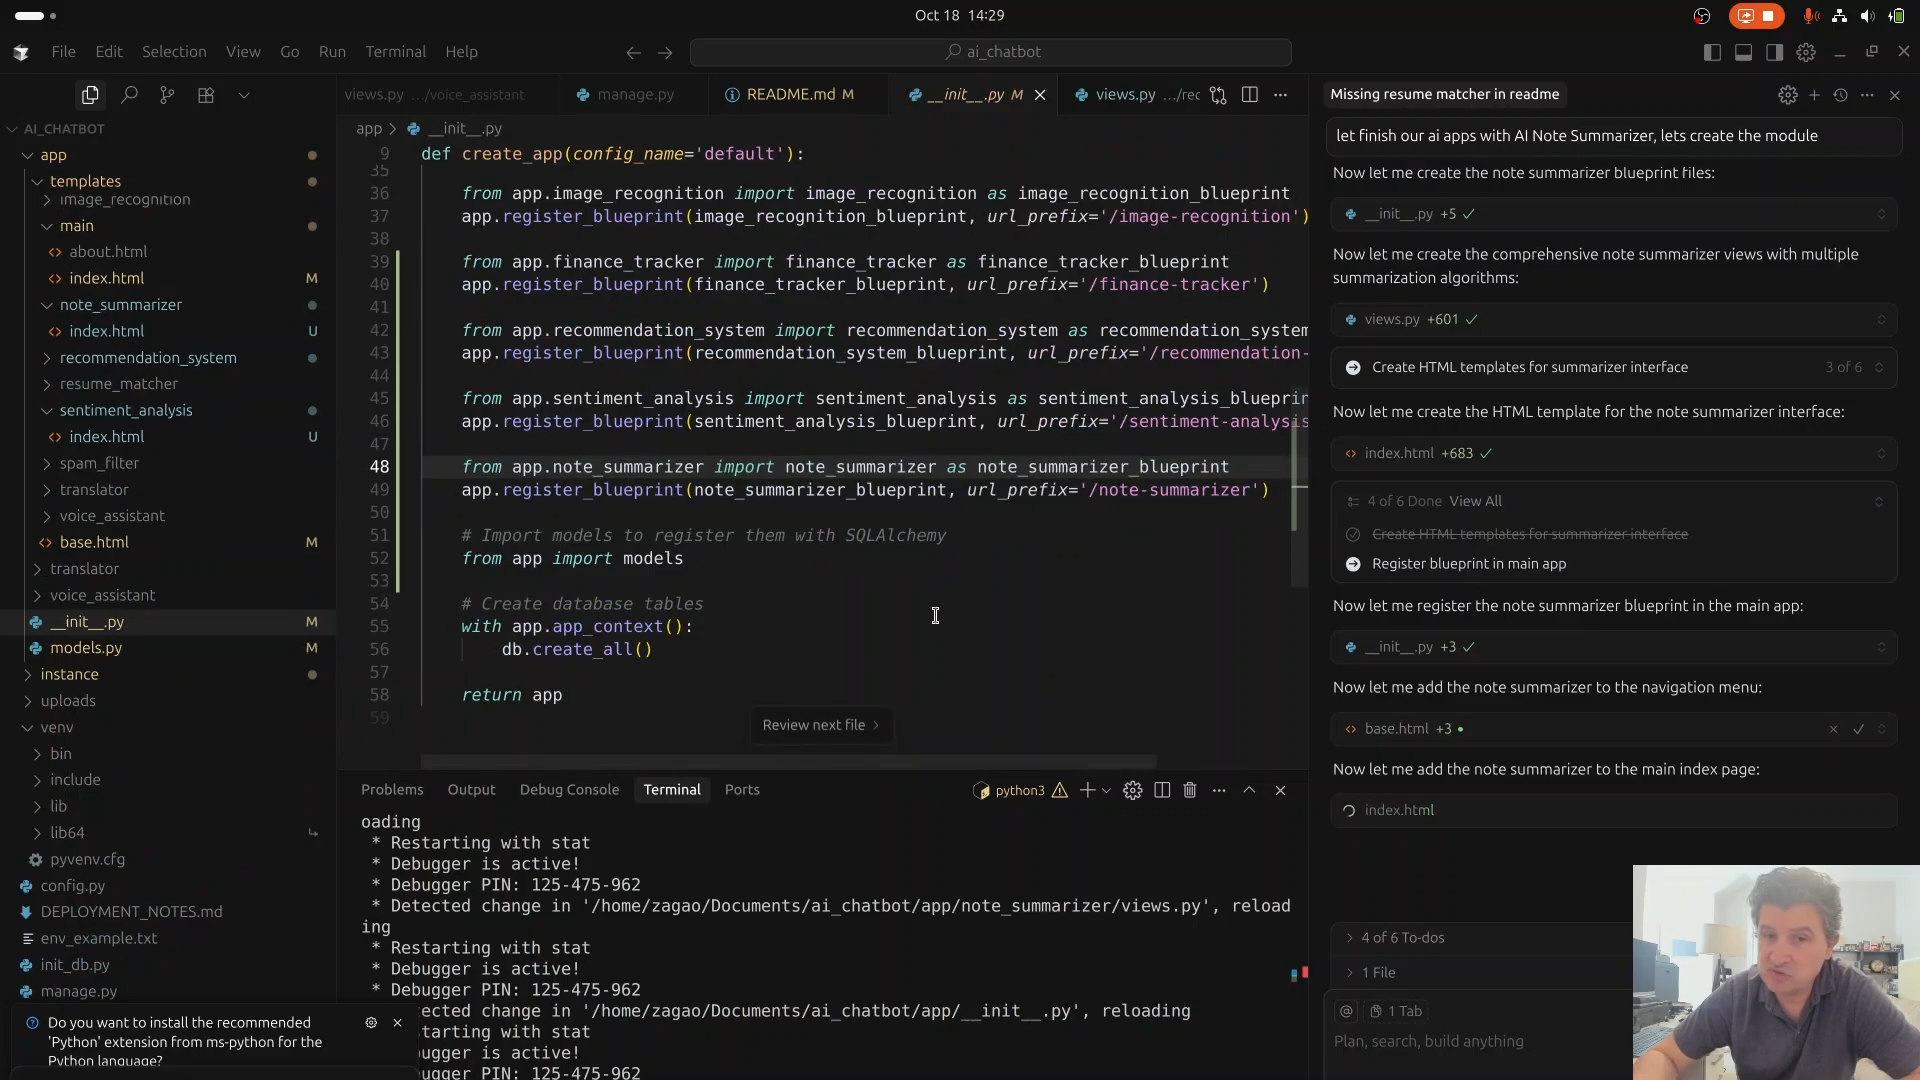 Oct 18 14:29
File Edit Selection View Go Run Terminal Help
ai_chatbot
AI_CHATBOT
app
templates
image_recognition
main
about.html
index.html M
note_summarizer
index.html U
recommendation_system
resume_matcher
sentiment_analysis
index.html U
spam_filter
translator
voice_assistant
base.html M
translator
voice_assistant
__init__.py M
models.py M
instance
uploads
venv
bin
include
lib
lib64
pyvenv.cfg
config.py
DEPLOYMENT_NOTES.md
env_example.txt
init_db.py
manage.py
Do you want to install the recommended
'Python' extension from ms-python for the
Python language?
views.py .../voice_assistant manage.py README.md M __init__.py M views.py .../rec
app > __init__.py
9 def create_app(config_name='default'):
35
36 from app.image_recognition import image_recognition as image_recognition_blueprint
37 app.register_blueprint(image_recognition_blueprint, url_prefix='/image-recognition')
38
39 from app.finance_tracker import finance_tracker as finance_tracker_blueprint
40 app.register_blueprint(finance_tracker_blueprint, url_prefix='/finance-tracker')
41
42 from app.recommendation_system import recommendation_system as recommendation_system
43 app.register_blueprint(recommendation_system_blueprint, url_prefix='/recommendation-
44
45 from app.sentiment_analysis import sentiment_analysis as sentiment_analysis_blueprin
46 app.register_blueprint(sentiment_analysis_blueprint, url_prefix='/sentiment-analysis
47
48 from app.note_summarizer import note_summarizer as note_summarizer_blueprint
49 app.register_blueprint(note_summarizer_blueprint, url_prefix='/note-summarizer')
50
51 # Import models to register them with SQLAlchemy
52 from app import models
53
54 # Create database tables
55 with app.app_context():
56 db.create_all()
57
58 return app
59
Review next file >
Problems Output Debug Console Terminal Ports
python3
oading
* Restarting with stat
* Debugger is active!
* Debugger PIN: 125-475-962
* Detected change in '/home/zagao/Documents/ai_chatbot/app/note_summarizer/views.py', reload
ing
* Restarting with stat
* Debugger is active!
* Debugger PIN: 125-475-962
tected change in '/home/zagao/Documents/ai_chatbot/app/__init__.py', reloading
starting with stat
bugger is active!
bugger PIN: 125-475-962
Missing resume matcher in readme
let finish our ai apps with AI Note Summarizer, lets create the module
Now let me create the note summarizer blueprint files:
__init__.py +5
Now let me create the comprehensive note summarizer views with multiple
summarization algorithms:
views.py +601
Create HTML templates for summarizer interface 3 of 6
Now let me create the HTML template for the note summarizer interface:
index.html +683
4 of 6 Done View All
Create HTML templates for summarizer interface
Register blueprint in main app
Now let me register the note summarizer blueprint in the main app:
__init__.py +3
Now let me add the note summarizer to the navigation menu:
base.html +3
Now let me add the note summarizer to the main index page:
index.html
4 of 6 To-dos
1 File
@ 1 Tab
Plan, search, build anything